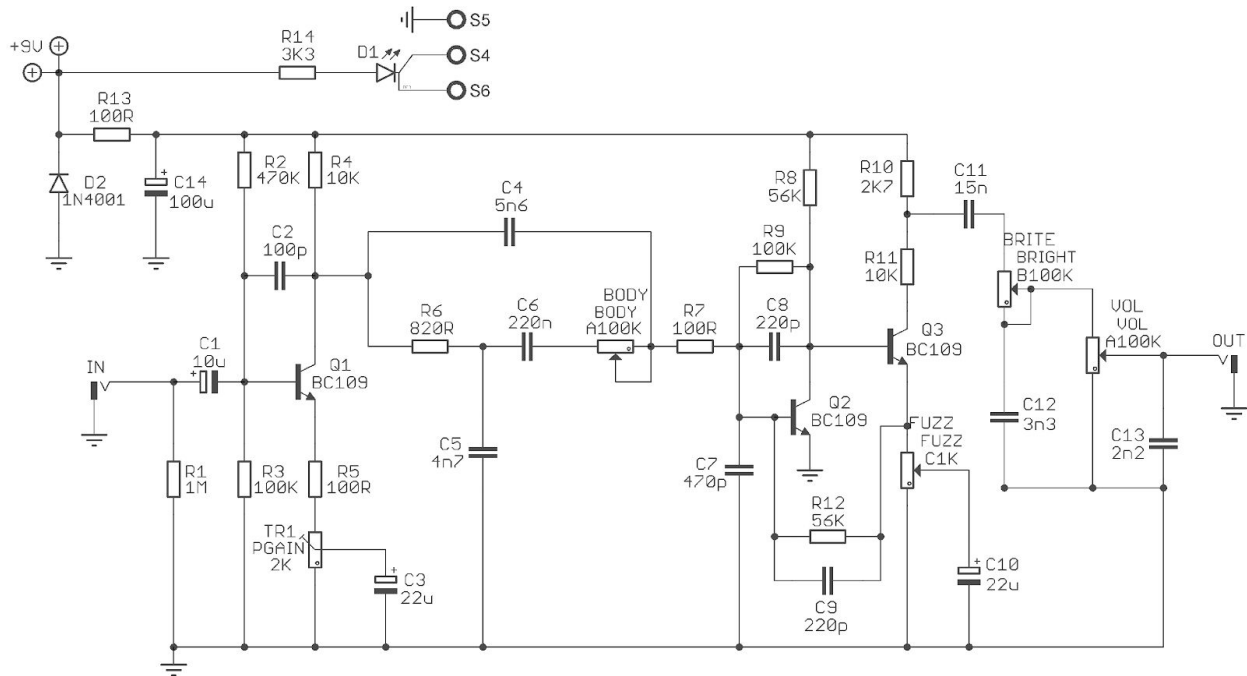 +9V
R14
3K3
D1
S5
S4
S6
R13
100R
D2
1N4001
C14
100u
R2
470K
R4
10K
C2
100p
C4
5n6
R8
56K
R10
2K7
C11
15n
R9
100K
R11
10K
BRITE
BRIGHT
B100K
R6
820R
C6
220n
BODY
BODY
A100K
R7
100R
C8
220p
Q3
BC109
VOL
VOL
A100K
OUT
IN
C1
10u
Q1
BC109
Q2
BC109
FUZZ
FUZZ
C1K
C12
3n3
C13
2n2
R1
1M
R3
100K
R5
100R
C5
4n7
C7
470p
R12
56K
TR1
PGAIN
2K
C3
22u
C9
220p
C10
22u